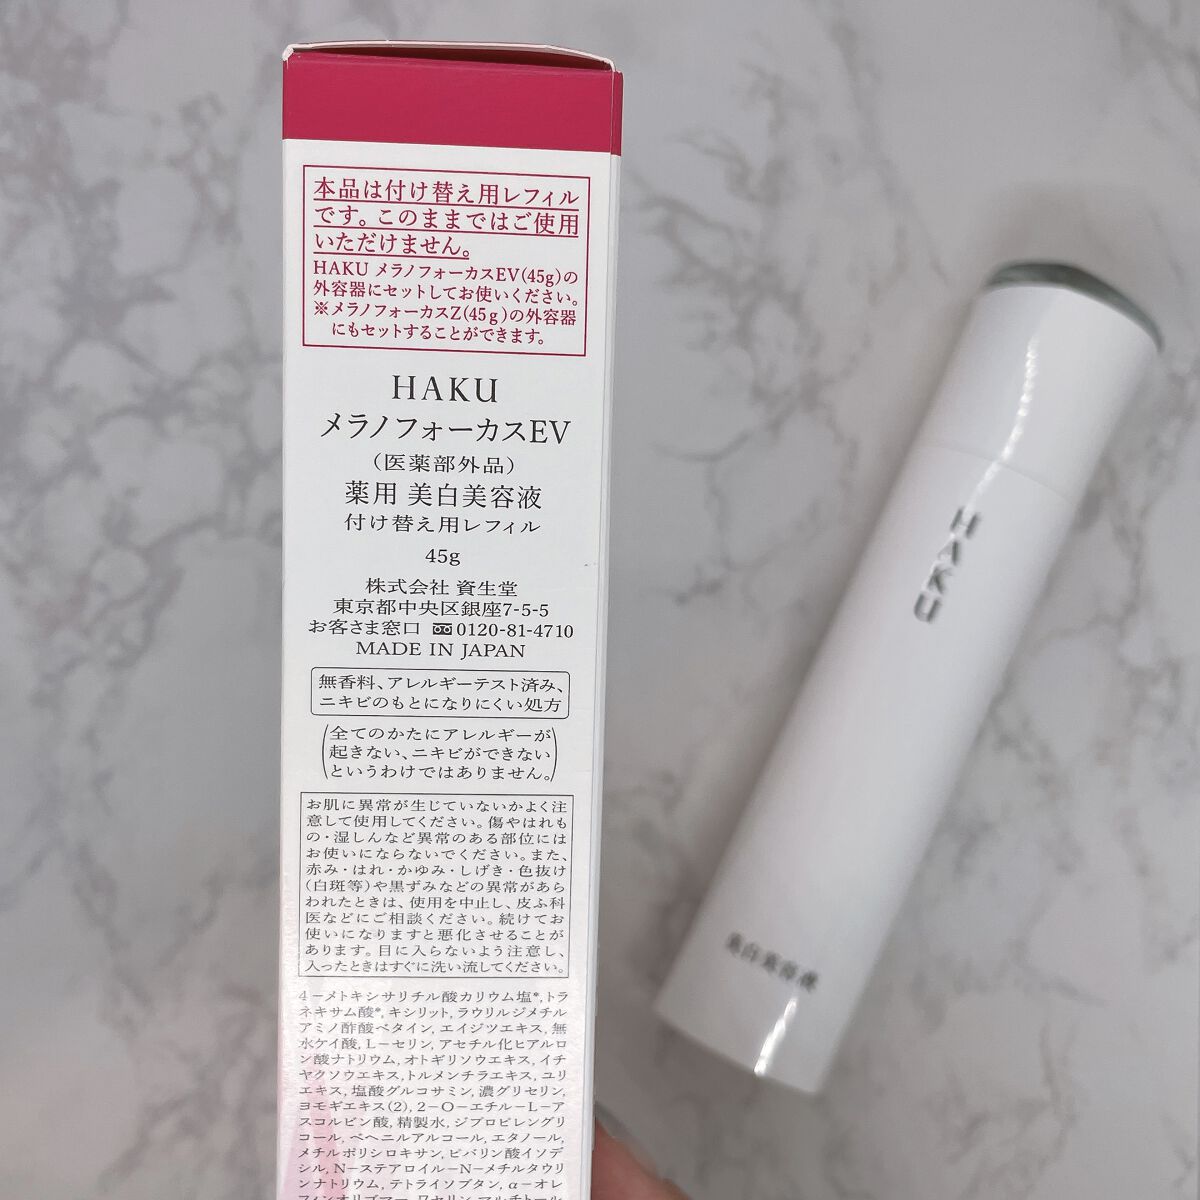 本品は付け替え用レフィル
です。このままではご使用
いただけません。
HAKU メラノフォーカスEV(45g)の
外容器にセットしてお使いください。
※メラノフォーカスZ(45g)の外容器
にもセットすることができます。
HAKU
メラノフォーカスEV
(医薬部外品)
薬用 美白美容液
付け替え用レフィル
45g
株式会社 資生堂
東京都中央区銀座7-5-5
お客さま窓口 0120-81-4710
MADE IN JAPAN
無香料、アレルギーテスト済み、
ニキビのもとになりにくい処方
(全てのかたにアレルギーが
起きない、ニキビができない
というわけではありません。)
お肌に異常が生じていないかよく注
意して使用してください。傷やはれも
の・湿しんなど異常のある部位には
お使いにならないでください。また、
赤み・はれ・かゆみ・しげき・色抜け
(白斑等)や黒ずみなどの異常があら
われたときは、使用を中止し、皮ふ科
医などにご相談ください。続けてお
使いになりますと悪化させることが
あります。目に入らないよう注意し、
入ったときはすぐに洗い流してください。
4-メトキシサリチル酸カリウム塩*,トラ
ネキサム酸*, キシリット, ラウリルジメチル
アミノ酢酸ベタイン, エイジツエキス, 無
水ケイ酸, L-セリン, アセチル化ヒアルロ
ン酸ナトリウム, オトギリソウエキス, イチ
ヤクソウエキス,トルメンチラエキス, ユリ
エキス, 塩酸グルコサミン, 濃グリセリン,
ヨモギエキス(2), 2-O-エチル-L-ア
スコルビン酸, 精製水, ジプロピレングリ
コール, ベヘニルアルコール, エタノール,
メチルポリシロキサン, ピバリン酸イソデ
シル, N-ステアロイル-N-メチルタウリ
ンナトリウム, テトライソブタン, α-オレ
フィンオリゴマー, ワセリン, マルチトール
HAKU
美白美容液